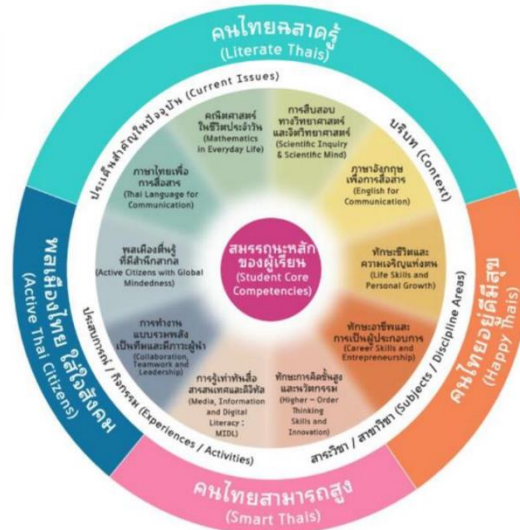 คนไทยฉลาดรู้
(Literate Thais)
ประเด็นสำคัญในปัจจุบัน (Current Issues)
บริบท (Context)
คณิตศาสตร์
ในชีวิตประจำวัน
(Mathematics
in Everyday Life)
การสืบสอบ
ทางวิทยาศาสตร์
และจิตวิทยาศาสตร์
(Scientific Inquiry
& Scientific Mind)
ภาษาไทยเพื่อ
การสื่อสาร
(Thai Language for
Communication)
ภาษาอังกฤษ
เพื่อการสื่อสาร
(English for
Communication)
พลเมืองตื่นรู้
ที่มีสำนึกสากล
(Active Citizens with Global
Mindedness)
สมรรถนะหลัก
ของผู้เรียน
(Student Core
Competencies)
ทักษะชีวิตและ
ความเจริญแห่งตน
(Life Skills and
Personal Growth)
การทำงาน
แบบรวมพลัง
เป็นทีมและมีภาวะผู้นำ
(Collaboration,
Teamwork and
Leadership)
ทักษะอาชีพและ
การเป็นผู้ประกอบการ
(Career Skills and
Entrepreneurship)
การรู้เท่าทันสื่อ
สารสนเทศและดิจิทัล
(Media, Information
and Digital
Literacy :
MIDL)
ทักษะการคิดขั้นสูง
และนวัตกรรม
(Higher – Order
Thinking
Skills and
Innovation)
พลเมืองไทย ใส่ใจสังคม
(Active Thai Citizens)
คนไทยอยู่ดีมีสุข
(Happy Thais)
ประสบการณ์ / กิจกรรม (Experiences / Activities)
สาระวิชา / สาขาวิชา (Subjects / Discipline Areas)
คนไทยสามารถสูง
(Smart Thais)